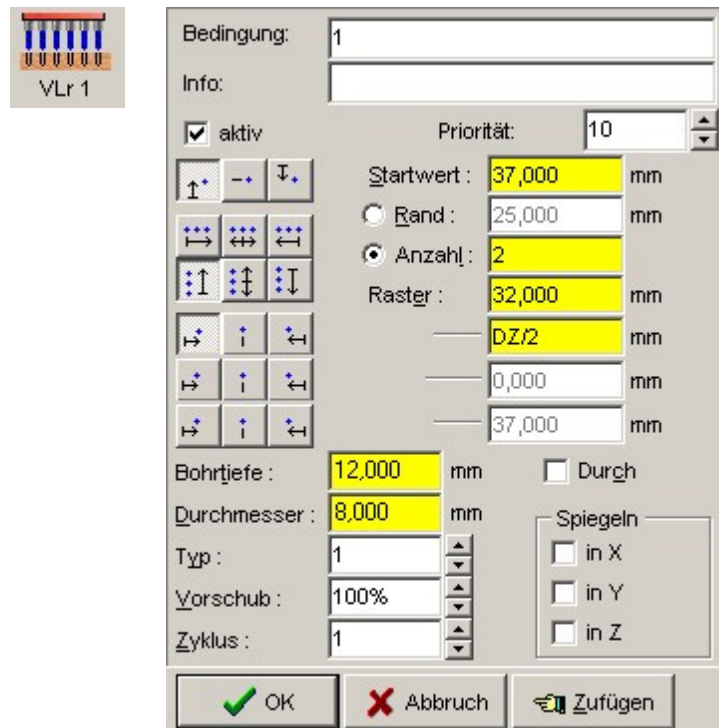 VLr 1
Bedingung: 1
Info:
aktiv Priorität: 10
Startwert : 37,000 mm
Rand : 25,000 mm
Anzahl : 2
Raster : 32,000 mm
DZ/2 mm
0,000 mm
37,000 mm
Bohrtiefe : 12,000 mm Durch
Durchmesser : 8,000 mm
Spiegeln
Typ : 1 in X
Vorschub : 100% in Y
Zyklus : 1 in Z
OK Abbruch Zufügen